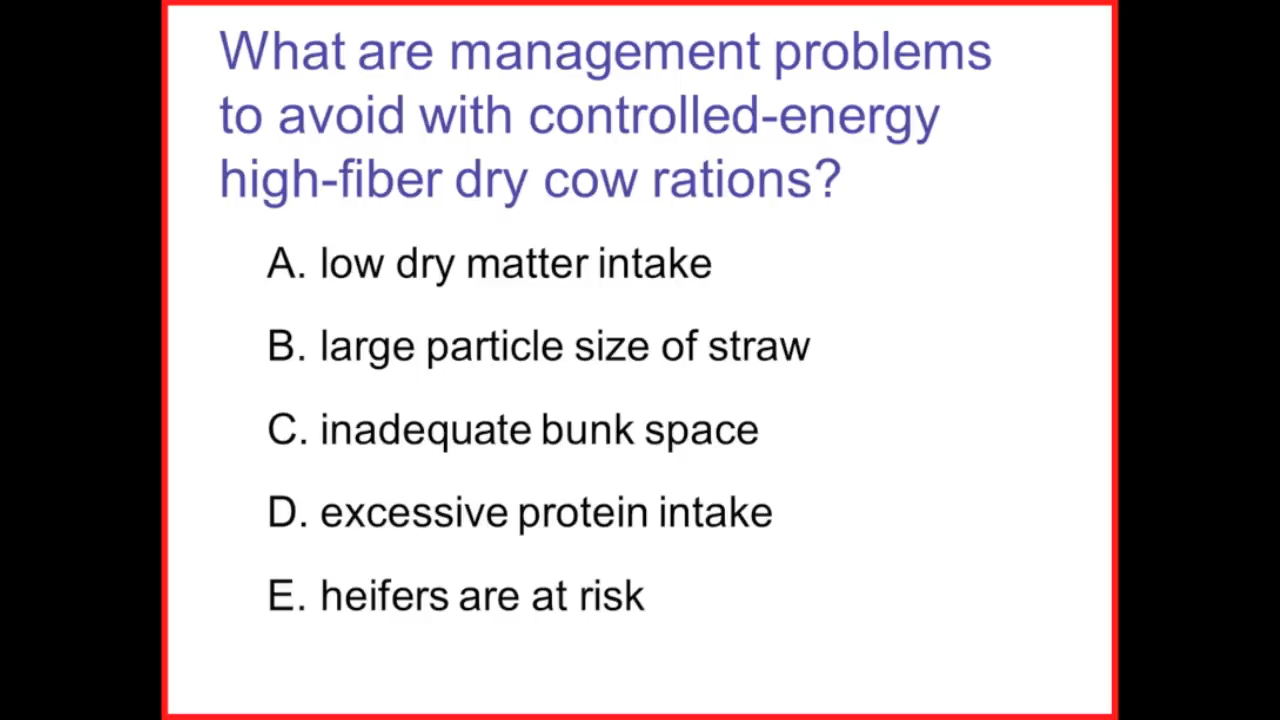 What are management problems
to avoid with controlled-energy
high-fiber dry cow rations?
A. low dry matter intake
B. large particle size of straw
C. inadequate bunk space
D. excessive protein intake
E. heifers are at risk